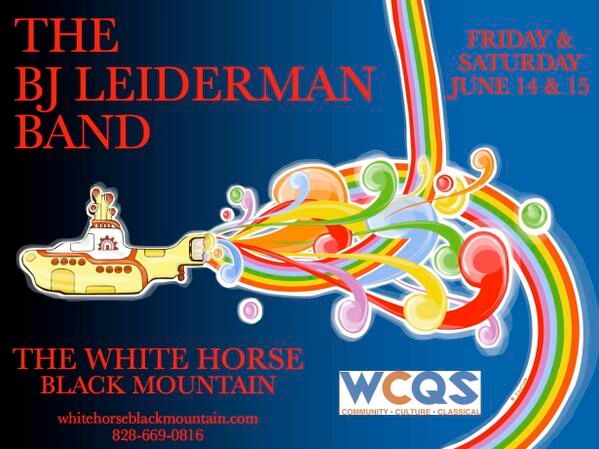 THE
BJ LEIDERMAN
BAND
FRIDAY &
SATURDAY
JUNE 14 & 15
THE WHITE HORSE
BLACK MOUNTAIN
whitehorseblackmountain.com
828-669-0816
WCQS
COMMUNITY • CULTURE • CLASSICAL